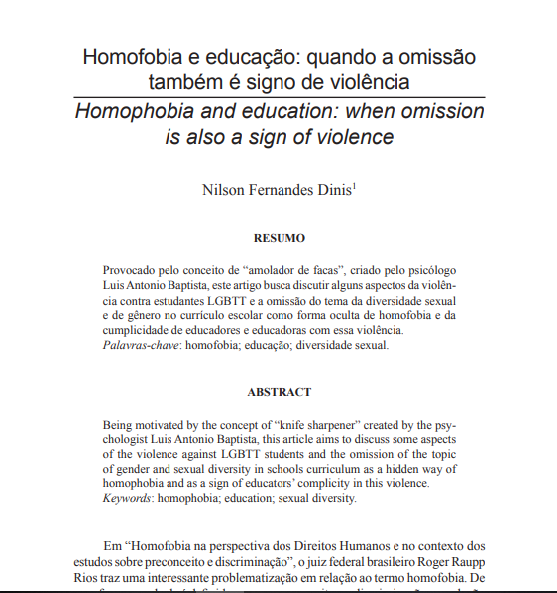 Homofobia e educação: quando a omissão
também é signo de violência
Homophobia and education: when omission
is also a sign of violence
Nilson Fernandes Dinis1
RESUMO
Provocado pelo conceito de “amolador de facas”, criado pelo psicólogo
Luis Antonio Baptista, este artigo busca discutir alguns aspectos da violên-
cia contra estudantes LGBTT e a omissão do tema da diversidade sexual
e de gênero no currículo escolar como forma oculta de homofobia e da
cumplicidade de educadores e educadoras com essa violência.
Palavras-chave: homofobia; educação; diversidade sexual.
ABSTRACT
Being motivated by the concept of “knife sharpener” created by the psy-
chologist Luis Antonio Baptista, this article aims to discuss some aspects
of the violence against LGBTT students and the omission of the topic
of gender and sexual diversity in schools curriculum as a hidden way of
homophobia and as a sign of educators’ complicity in this violence.
Keywords: homophobia; education; sexual diversity.
Em “Homofobia na perspectiva dos Direitos Humanos e no contexto dos
estudos sobre preconceito e discriminação”, o juiz federal brasileiro Roger Raupp
Rios traz uma interessante problematização em relação ao termo homofobia. De